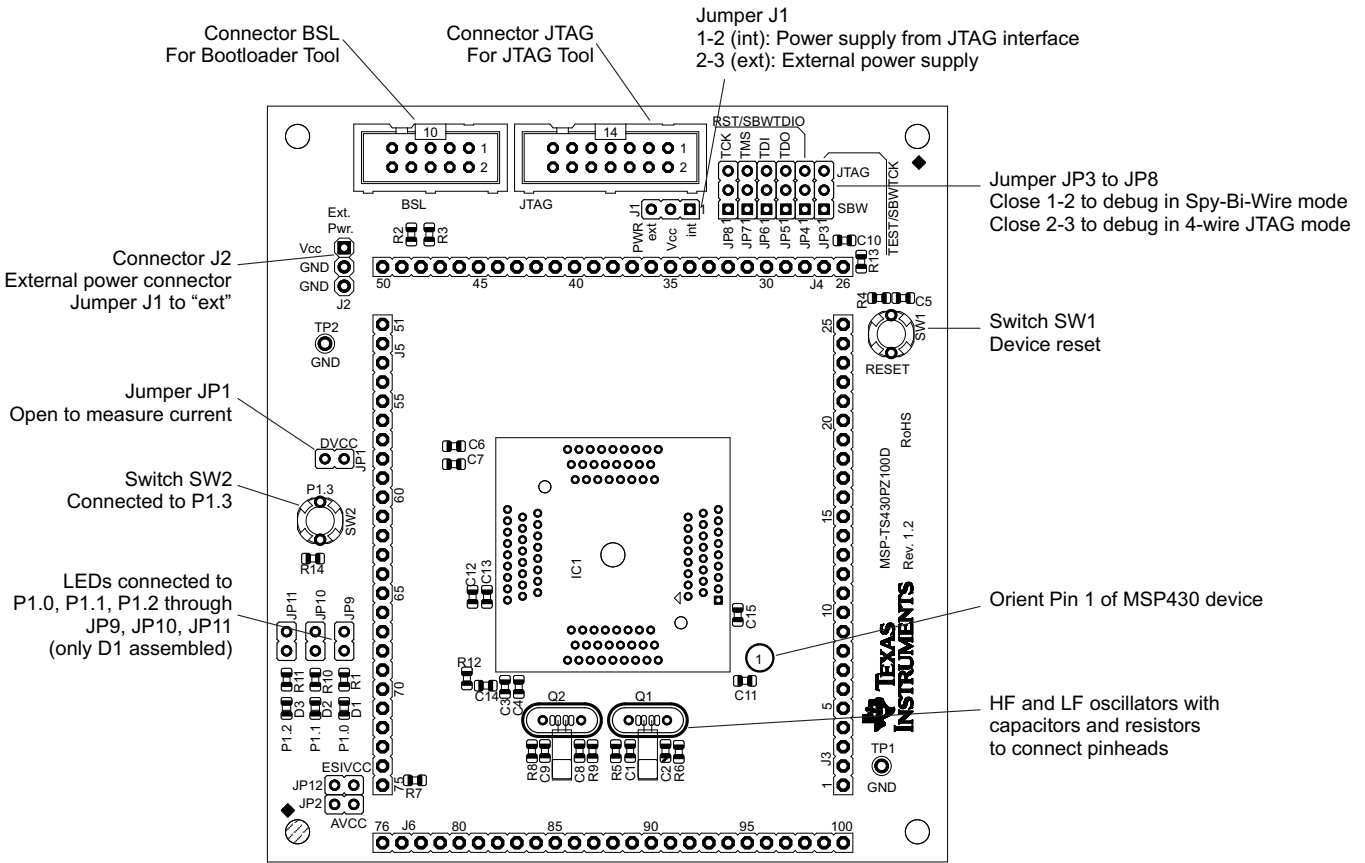 Connector BSL
For Bootloader Tool
Connector JTAG
For JTAG Tool
Jumper J1
1-2 (int): Power supply from JTAG interface
2-3 (ext): External power supply
10
1
2
BSL
14
1
2
JTAG
RST/SBWTDIO
TCK
TMS
TDI
TDO
JTAG
SBW
TEST/SBWTCK
JP8
1
JP7
1
JP6
1
JP5
1
JP4
1
JP3
1
J1
1
PWR
ext
Vcc
int
Jumper JP3 to JP8
Close 1-2 to debug in Spy-Bi-Wire mode
Close 2-3 to debug in 4-wire JTAG mode
Ext.
Pwr.
Vcc
GND
GND
J2
R2
R3
C10
R13
Connector J2
External power connector
Jumper J1 to “ext”
50
45
40
35
30
J4
26
R4
C5
SW1
RESET
Switch SW1
Device reset
TP2
GND
51
J5
55
60
65
70
75
25
20
15
10
5
J3
1
Jumper JP1
Open to measure current
DVCC
JP1
C6
C7
Switch SW2
Connected to P1.3
P1.3
SW2
R14
IC1
C12
C13
C15
MSP-TS430PZ100D
Rev. 1.2
RoHS
TEXAS
INSTRUMENTS
LEDs connected to
P1.0, P1.1, P1.2 through
JP9, JP10, JP11
(only D1 assembled)
JP11
JP10
JP9
R11
R10
R1
D3
D2
D1
P1.2
P1.1
P1.0
Orient Pin 1 of MSP430 device
1
R12
C14
C3
C4
C11
Q2
Q1
R8
C9
C8
R9
R5
C1
C2
R6
HF and LF oscillators with
capacitors and resistors
to connect pinheads
TP1
GND
ESIVCC
JP12
JP2
AVCC
R7
76
J6
80
85
90
95
100